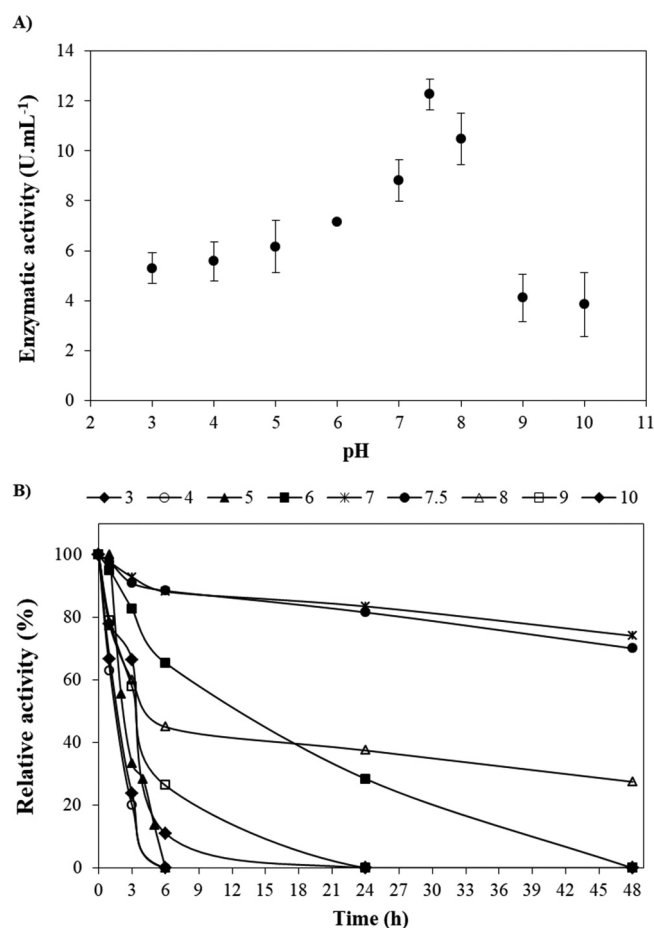 A)
Enzymatic activity (U.mL-1)
14
12
10
8
6
4
2
0
2 3 4 5 6 7 8 9 10 11
pH
B)
3 4 5 6 7 7.5 8 9 10
Relative activity (%)
100
80
60
40
20
0
0 3 6 9 12 15 18 21 24 27 30 33 36 39 42 45 48
Time (h)